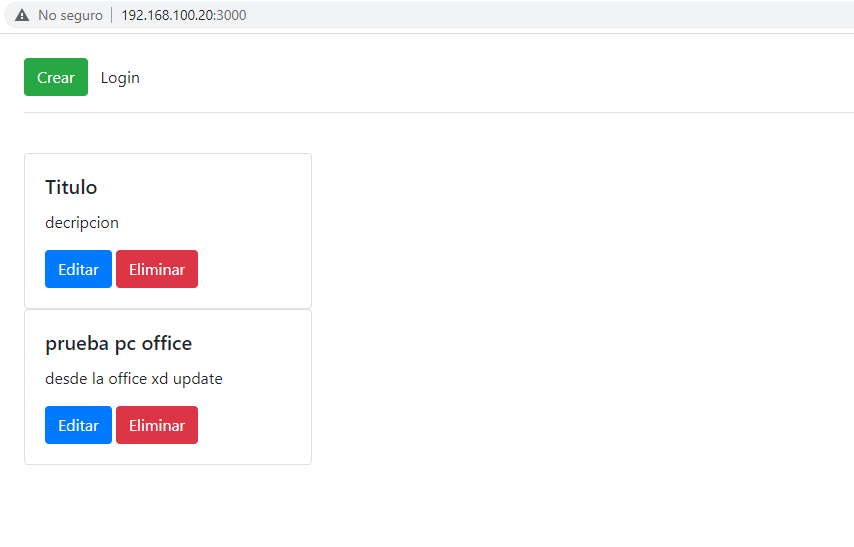 No seguro | 192.168.100.20:3000
Crear Login
Titulo
decripcion
Editar Eliminar
prueba pc office
desde la office xd update
Editar Eliminar